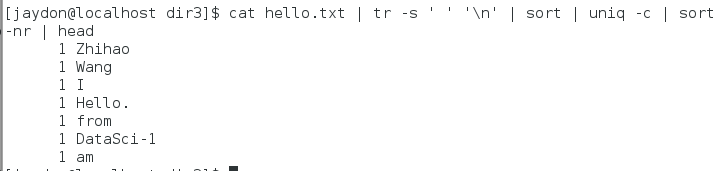 [jaydon@localhost dir3]$ cat hello.txt | tr -s ' ' '\n' | sort | uniq -c | sort
-nr | head
1 Zhihao
1 Wang
1 I
1 Hello.
1 from
1 DataSci-1
1 am